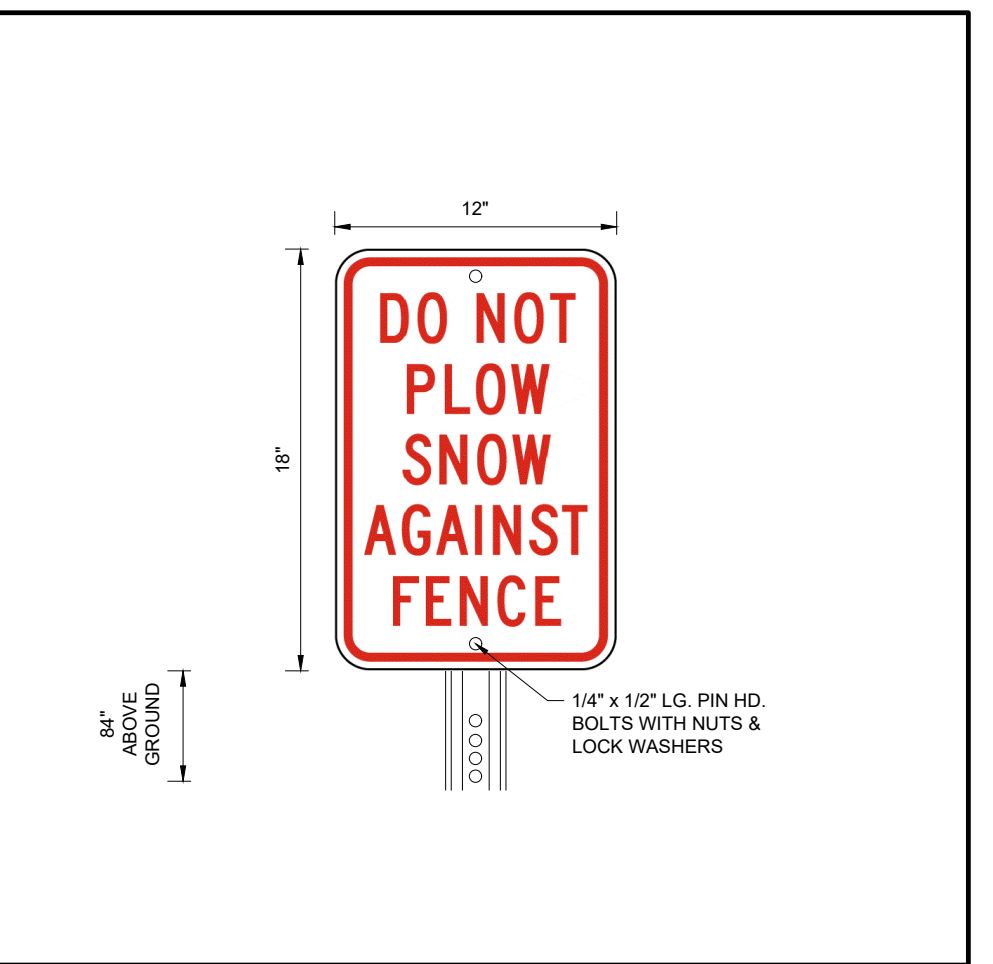 12"
18"
DO NOT
PLOW
SNOW
AGAINST
FENCE
84"
ABOVE
GROUND
1/4" x 1/2" LG. PIN HD.
BOLTS WITH NUTS &
LOCK WASHERS